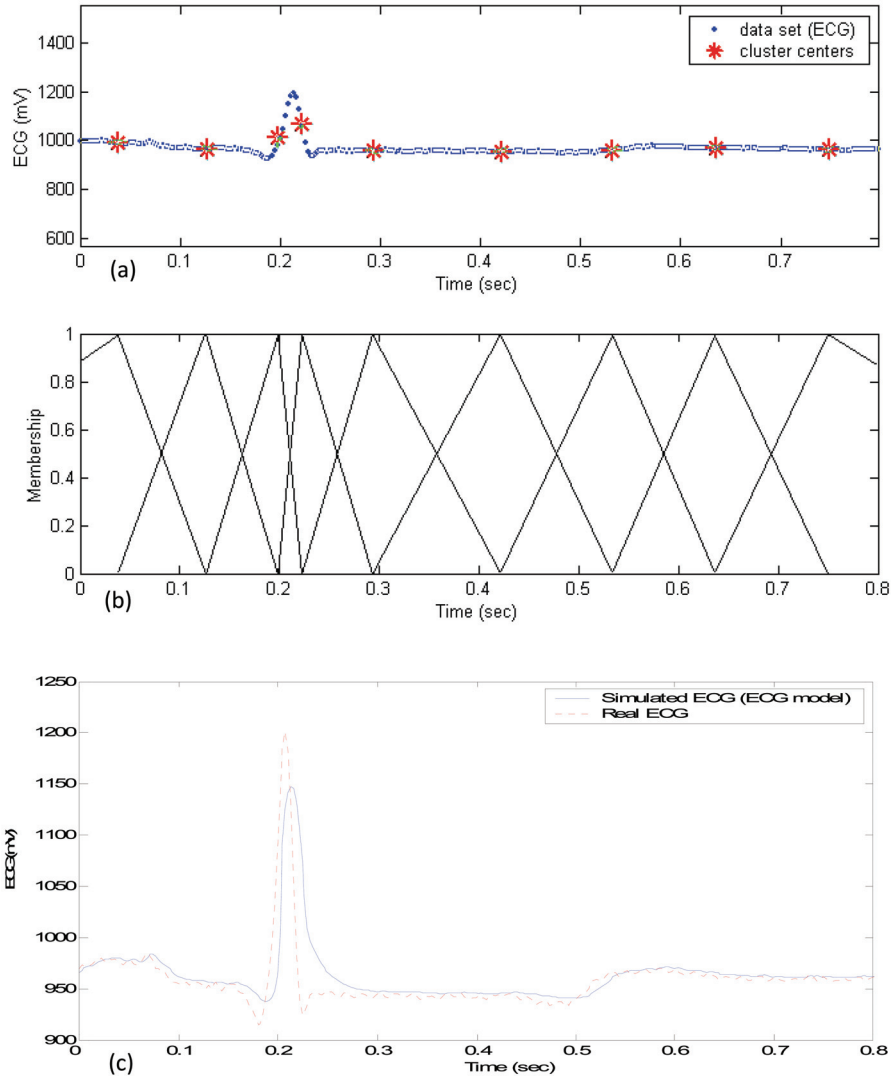 1400
1200
1000
800
600
ECG (mV)
data set (ECG)
cluster centers
0 0.1 0.2 0.3 0.4 0.5 0.6 0.7
Time (sec)
(a)
1
0.8
0.6
0.4
0.2
0
Membership
0 0.1 0.2 0.3 0.4 0.5 0.6 0.7 0.8
Time (sec)
(b)
1250
1200
1150
1100
1050
1000
950
900
ECG(mV)
Simulated ECG (ECG model)
Real ECG
0 0.1 0.2 0.3 0.4 0.5 0.6 0.7 0.8
Time (sec)
(c)